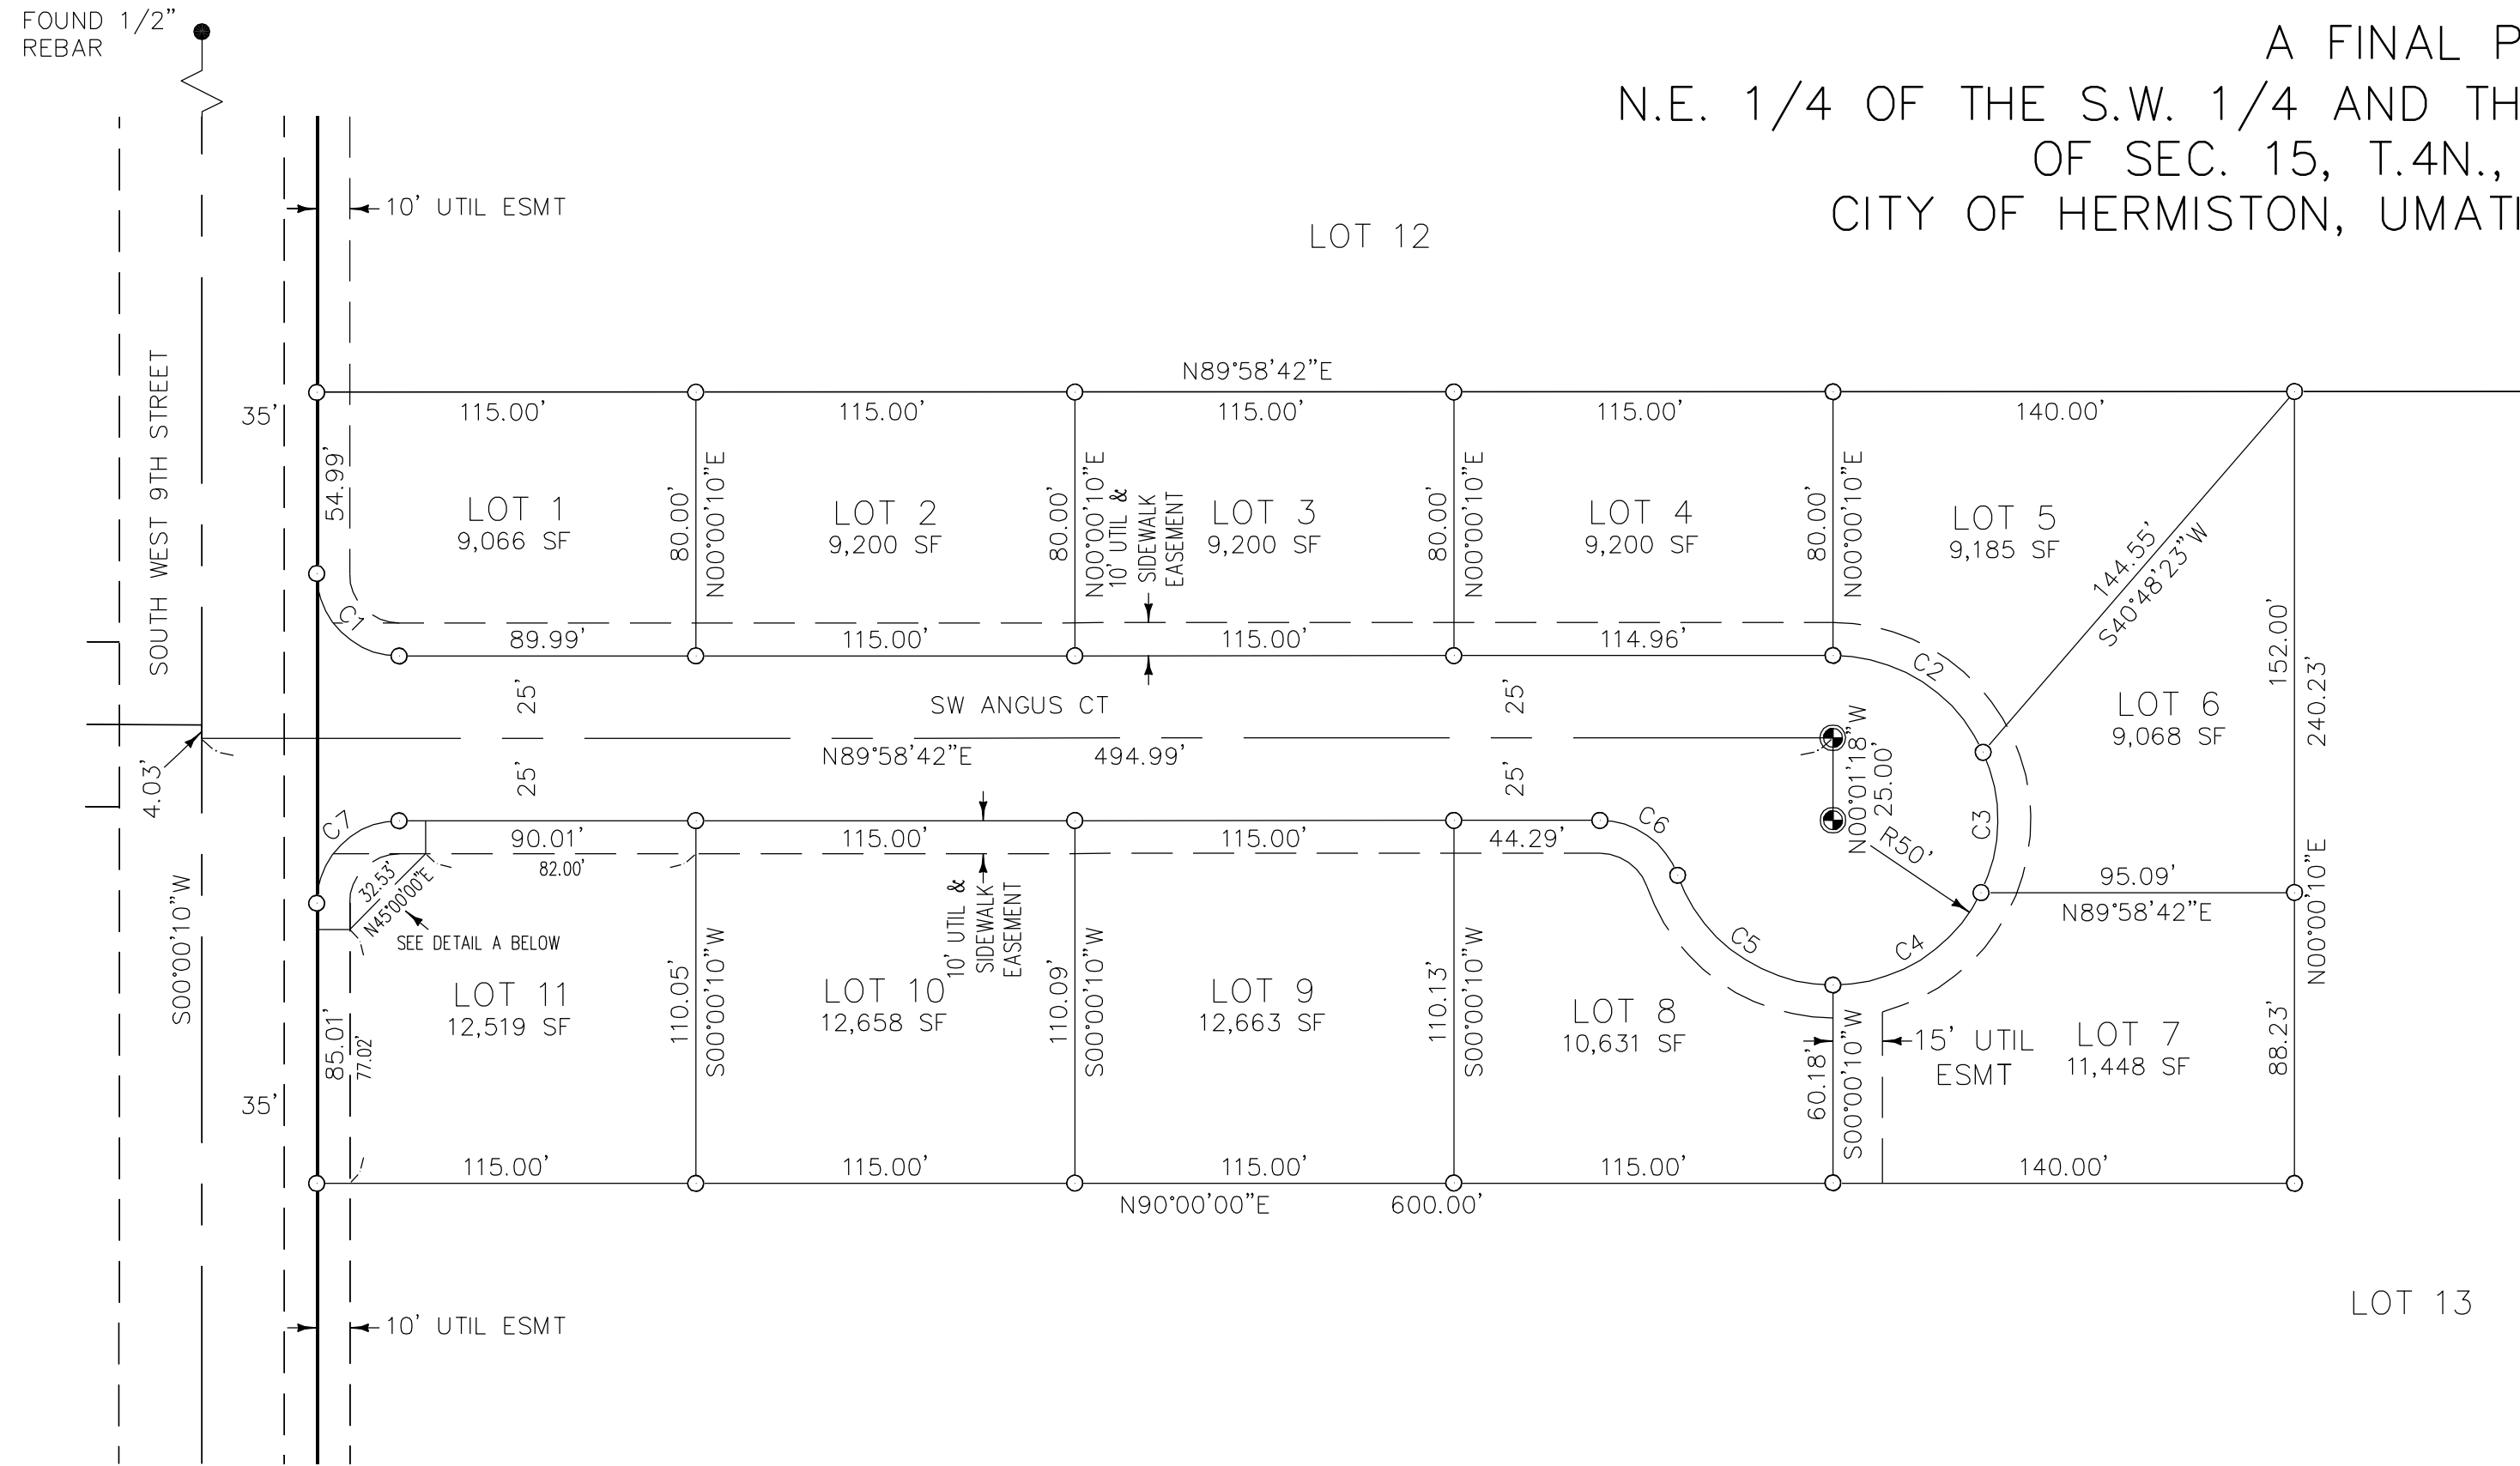 FOUND 1/2"
REBAR
A FINAL P
N.E. 1/4 OF THE S.W. 1/4 AND TH
OF SEC. 15, T.4N.,
CITY OF HERMISTON, UMATI
10' UTIL ESMT
LOT 12
SOUTH WEST 9TH STREET
35'
N89°58'42"E
115.00'
115.00'
115.00'
115.00'
140.00'
54.99'
LOT 1
9,066 SF
80.00'
N00°00'10"E
LOT 2
9,200 SF
80.00'
N00°00'10"E
10' UTIL &
SIDEWALK
EASEMENT
LOT 3
9,200 SF
80.00'
N00°00'10"E
LOT 4
9,200 SF
80.00'
N00°00'10"E
LOT 5
9,185 SF
144.55'
S40°48'23"W
152.00'
240.23'
C1
89.99'
115.00'
115.00'
114.96'
C2
LOT 6
9,068 SF
25'
SW ANGUS CT
25'
N89°58'42"E
494.99'
N00°01'18"W
25.00'
4.03'
25'
25'
C7
90.01'
82.00'
115.00'
115.00'
44.29'
C6
R50'
C3
95.09'
N89°58'42"E
N00°00'10"E
32.53'
N45°00'00"E
SEE DETAIL A BELOW
S00°00'10"W
10' UTIL &
SIDEWALK
EASEMENT
C5
C4
LOT 11
12,519 SF
110.05'
S00°00'10"W
LOT 10
12,658 SF
110.09'
S00°00'10"W
LOT 9
12,663 SF
110.13'
S00°00'10"W
LOT 8
10,631 SF
60.18'
S00°00'10"W
15' UTIL
ESMT
LOT 7
11,448 SF
88.23'
85.01'
77.02'
35'
115.00'
115.00'
115.00'
115.00'
140.00'
N90°00'00"E
600.00'
10' UTIL ESMT
LOT 13